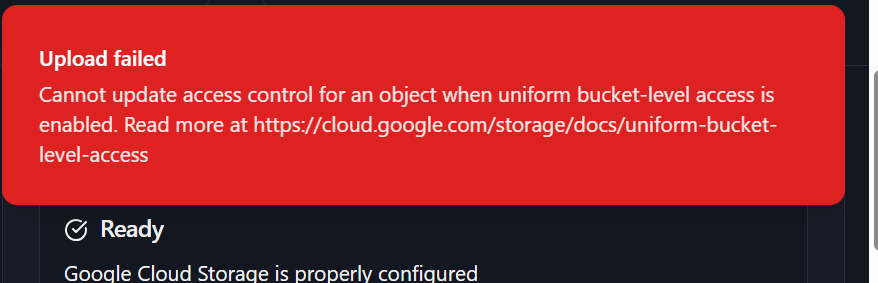 Upload failed
Cannot update access control for an object when uniform bucket-level access is
enabled. Read more at https://cloud.google.com/storage/docs/uniform-bucket-
level-access
Ready
Google Cloud Storage is properly configured